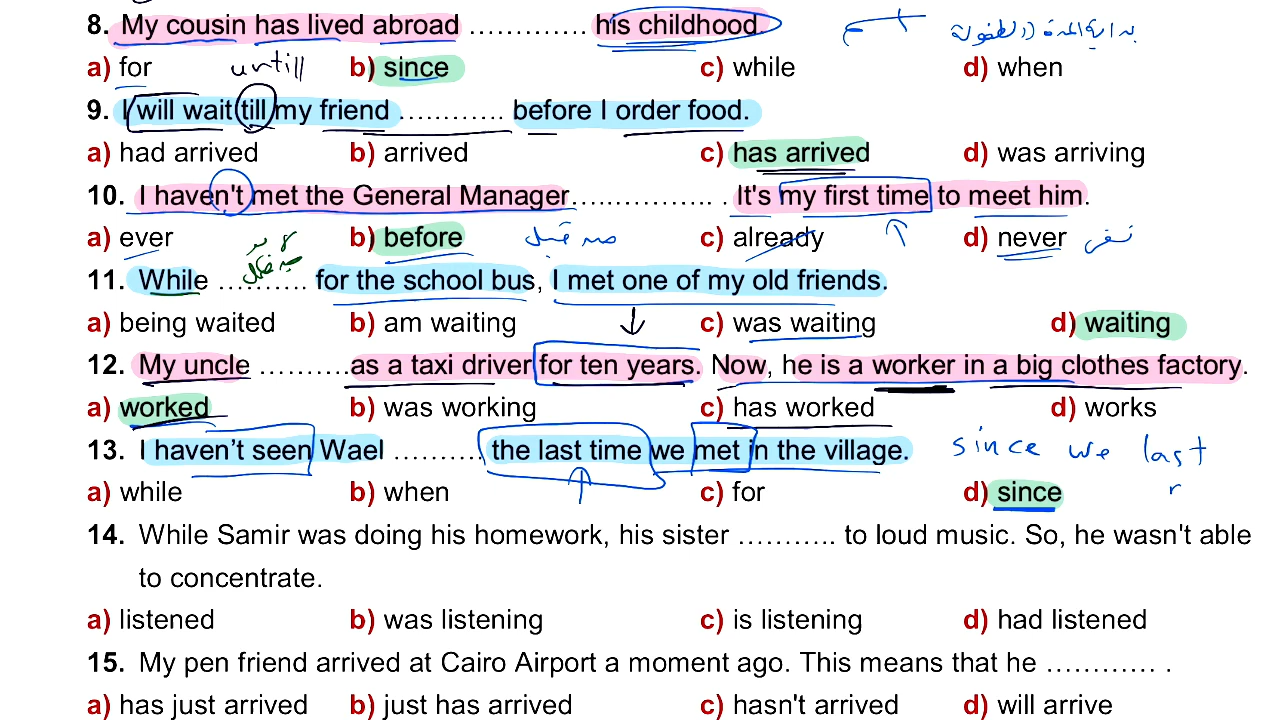 8. My cousin has lived abroad …………. his childhood.
a) for untill b) since c) while d) when
9. I will wait till my friend ………… before I order food.
a) had arrived b) arrived c) has arrived d) was arriving
10. I haven't met the General Manager…………… . It's my first time to meet him.
a) ever b) before من قبل c) already d) never نفى
11. While ………. for the school bus, I met one of my old friends.
a) being waited b) am waiting c) was waiting d) waiting
12. My uncle ……….as a taxi driver for ten years. Now, he is a worker in a big clothes factory.
a) worked b) was working c) has worked d) works
13. I haven't seen Wael ………. the last time we met in the village. since we last
a) while b) when c) for d) since
14. While Samir was doing his homework, his sister ……….. to loud music. So, he wasn't able
to concentrate.
a) listened b) was listening c) is listening d) had listened
15. My pen friend arrived at Cairo Airport a moment ago. This means that he ………… .
a) has just arrived b) just has arrived c) hasn't arrived d) will arrive